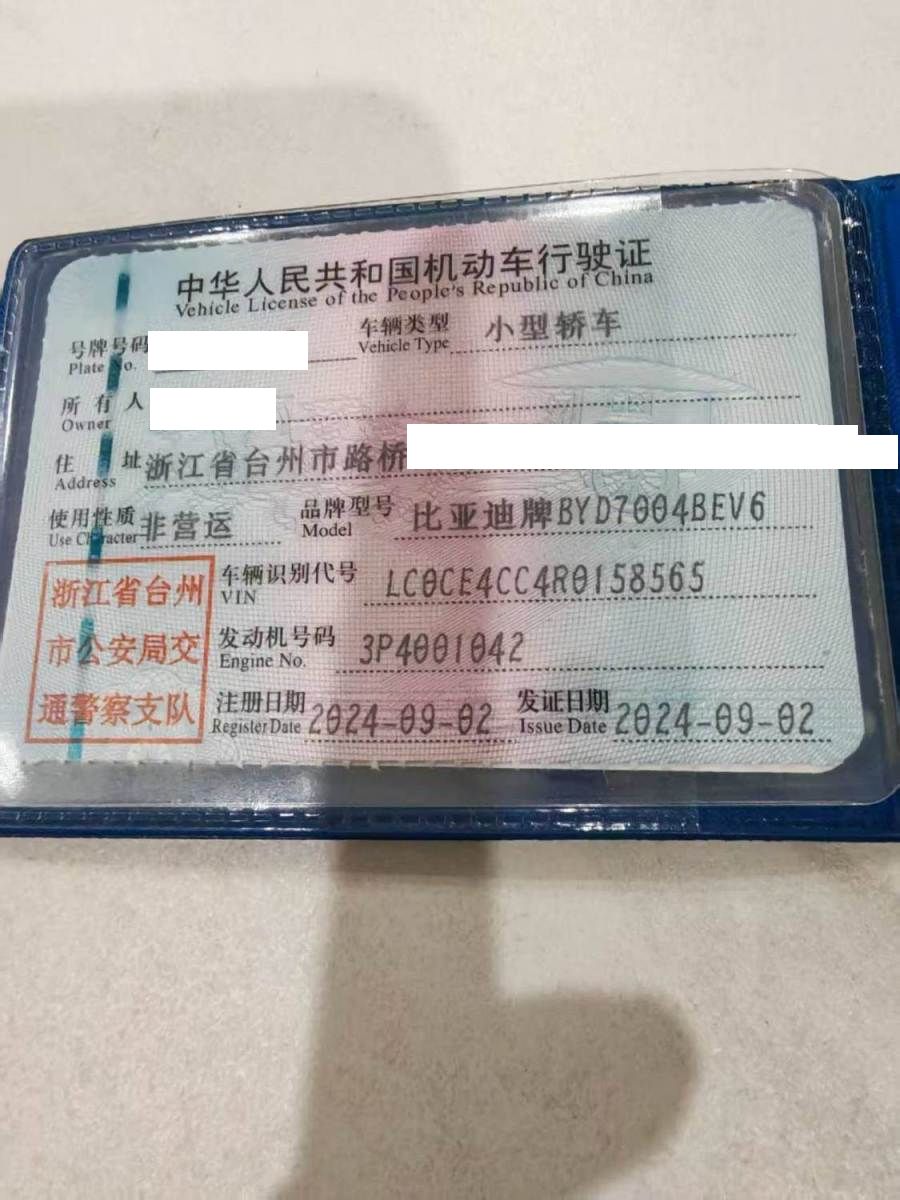 中华人民共和国机动车行驶证
Vehicle License of the People's Republic of China
号牌号码 车辆类型 小型轿车
Plate No. Vehicle Type
所有人
Owner
住址 浙江省台州市路桥
Address
使用性质 非营运 品牌型号 比亚迪牌BYD7004BEV6
Use Character Model
浙江省台州
市公安局交
通警察支队
车辆识别代号 LC0CE4CC4R0158565
VIN
发动机号码 3P4001042
Engine No.
注册日期 2024-09-02 发证日期 2024-09-02
Register Date Issue Date